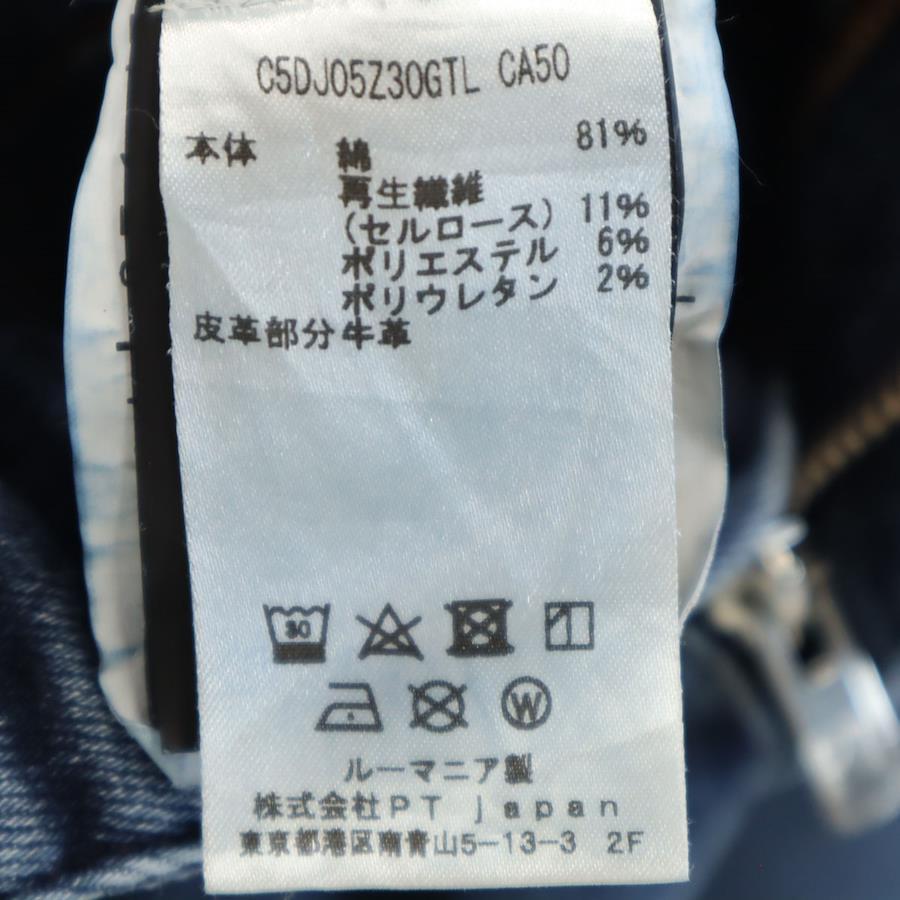 C5DJ05Z30GTL CA50
本体 綿 81%
再生繊維
(セルロース) 11%
ポリエステル 6%
ポリウレタン 2%
皮革部分 牛革
30
W
ルーマニア製
株式会社PT japan
東京都港区南青山5-13-3 2F